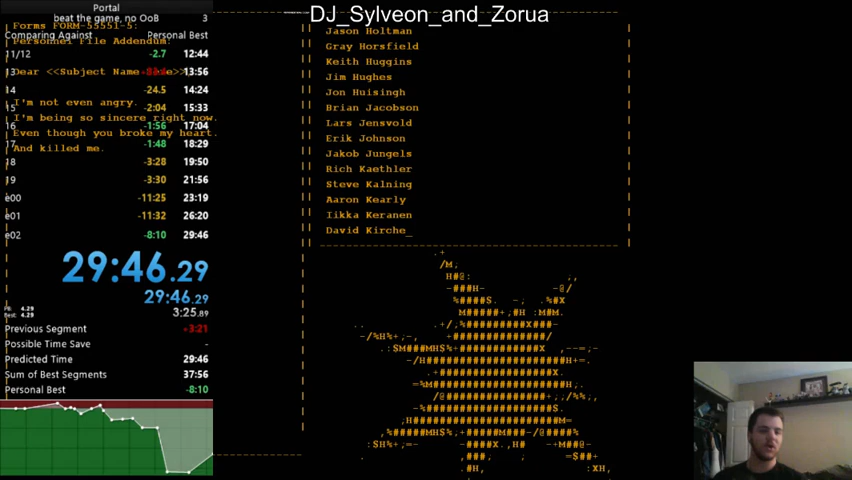 DJ_Sylveon_and_Zorua
Portal
beat the game, no OoB 3
Forms FORM-55551-5:
Personnel File Addendum:
Comparing Against Personal Best
11/12 -2.7 12:44
Dear <<Subject Name
13 13:56
14 -24.5 14:24
I'm not even angry.
15 -2:04 15:33
I'm being so sincere right now.
16 -1:56 17:04
Even though you broke my heart.
17 -1:48 18:29
And killed me.
18 -3:28 19:50
19 -3:30 21:56
e00 -11:25 23:19
e01 -11:32 26:20
e02 -8:10 29:46
29:46.29
29:46.29
PB: 4.29
Best: 4.29
3:25.89
Previous Segment +3:21
Possible Time Save -
Predicted Time 29:46
Sum of Best Segments 37:56
Personal Best -8:10
Jason Holtman
Gray Horsfield
Keith Huggins
Jim Hughes
Jon Huisingh
Brian Jacobson
Lars Jensvold
Erik Johnson
Jakob Jungels
Rich Kaethler
Steve Kalning
Aaron Kearly
Iikka Keranen
David Kirche_